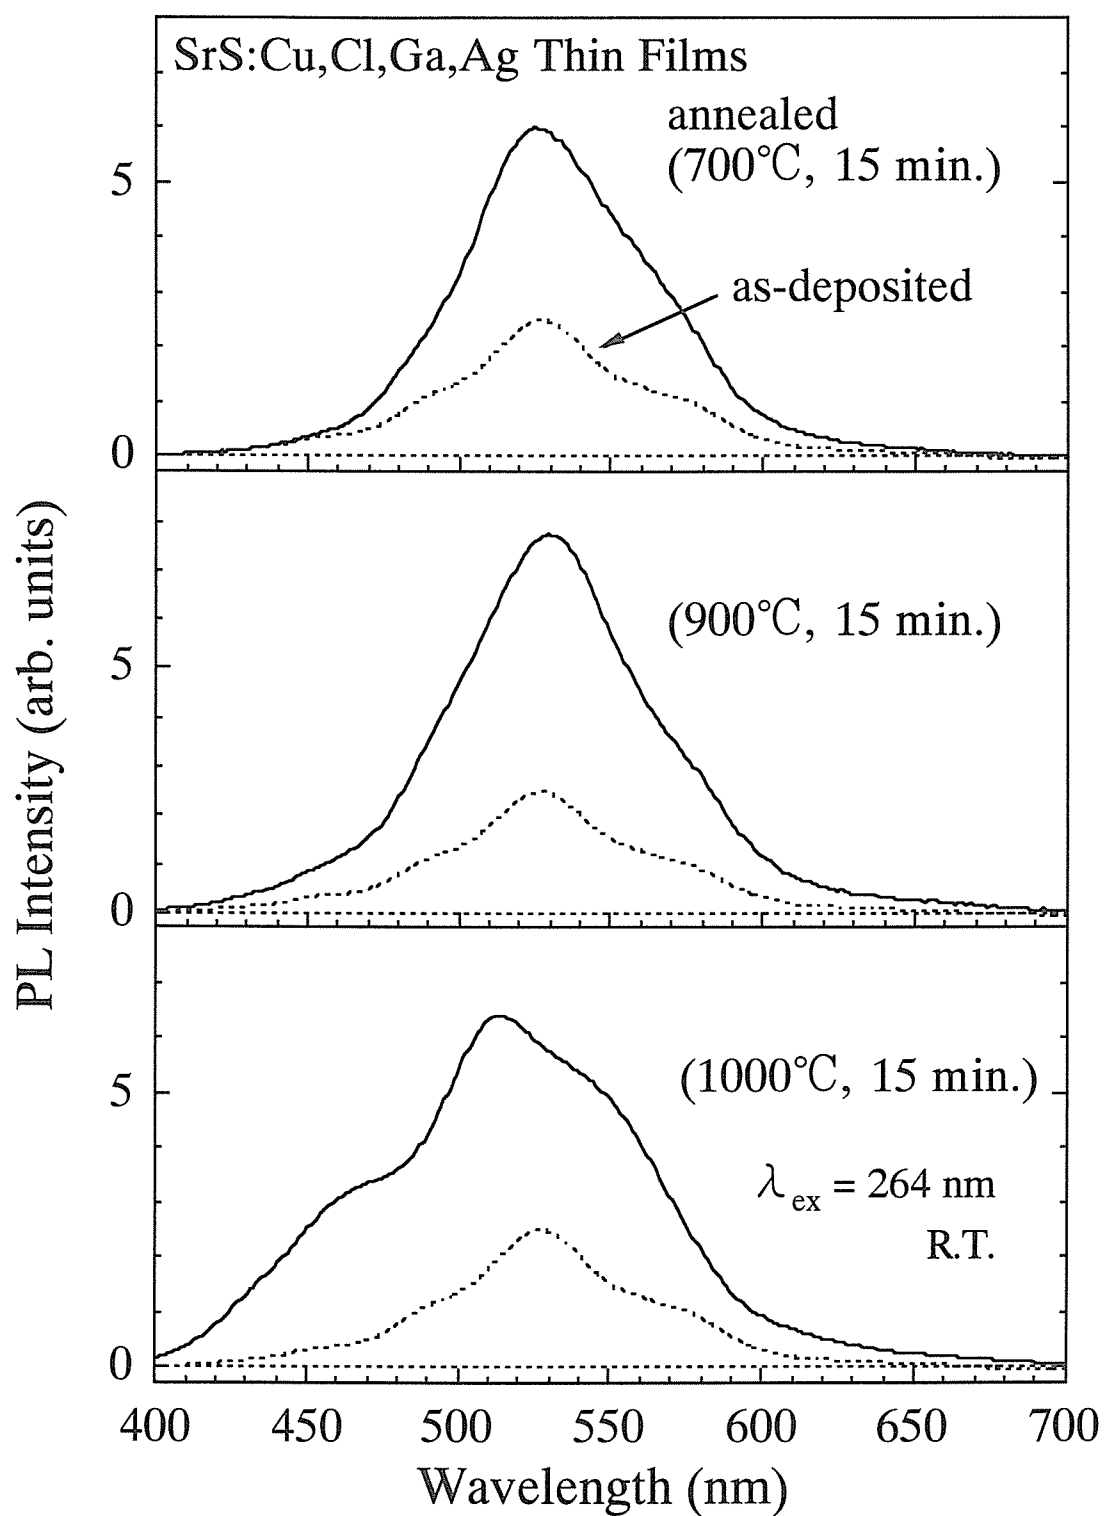 SrS:Cu,Cl,Ga,Ag Thin Films
annealed
(700℃, 15 min.)
as-deposited
5
0
(900℃, 15 min.)
5
0
(1000℃, 15 min.)
λex = 264 nm
R.T.
5
0
400 450 500 550 600 650 700
Wavelength (nm)
PL Intensity (arb. units)